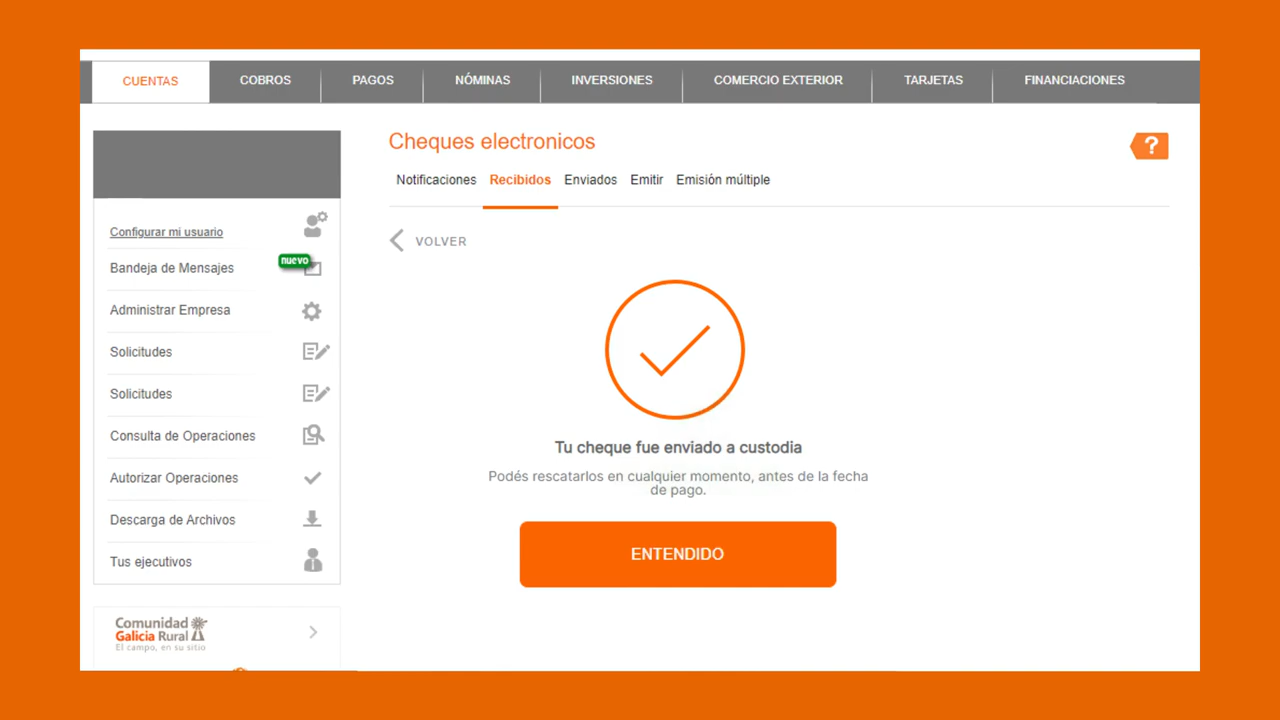 CUENTAS COBROS PAGOS NÓMINAS INVERSIONES COMERCIO EXTERIOR TARJETAS FINANCIACIONES
Cheques electronicos
?
Notificaciones Recibidos Enviados Emitir Emisión múltiple
VOLVER
Configurar mi usuario
Bandeja de Mensajes
nuevo
Administrar Empresa
Solicitudes
Solicitudes
Consulta de Operaciones
Autorizar Operaciones
Descarga de Archivos
Tus ejecutivos
Comunidad
Galicia Rural
El campo, en su sitio
Tu cheque fue enviado a custodia
Podés rescatarlos en cualquier momento, antes de la fecha
de pago.
ENTENDIDO